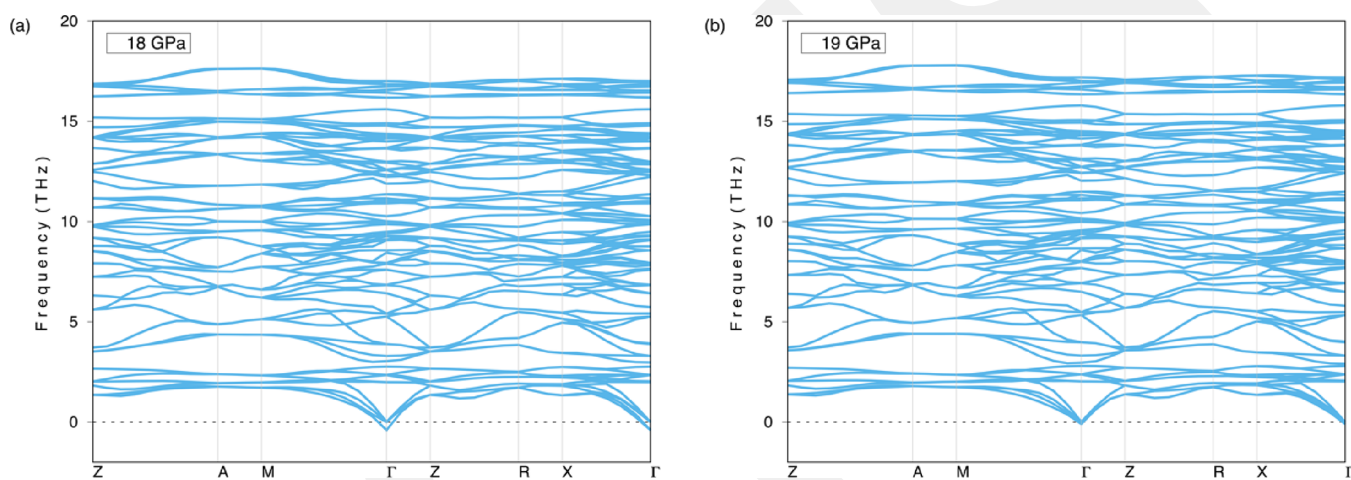 (a)
18 GPa
Frequency (THz)
20
15
10
5
0
Z A M Γ Z R X Γ
(b)
19 GPa
Frequency (THz)
20
15
10
5
0
Z A M Γ Z R X Γ